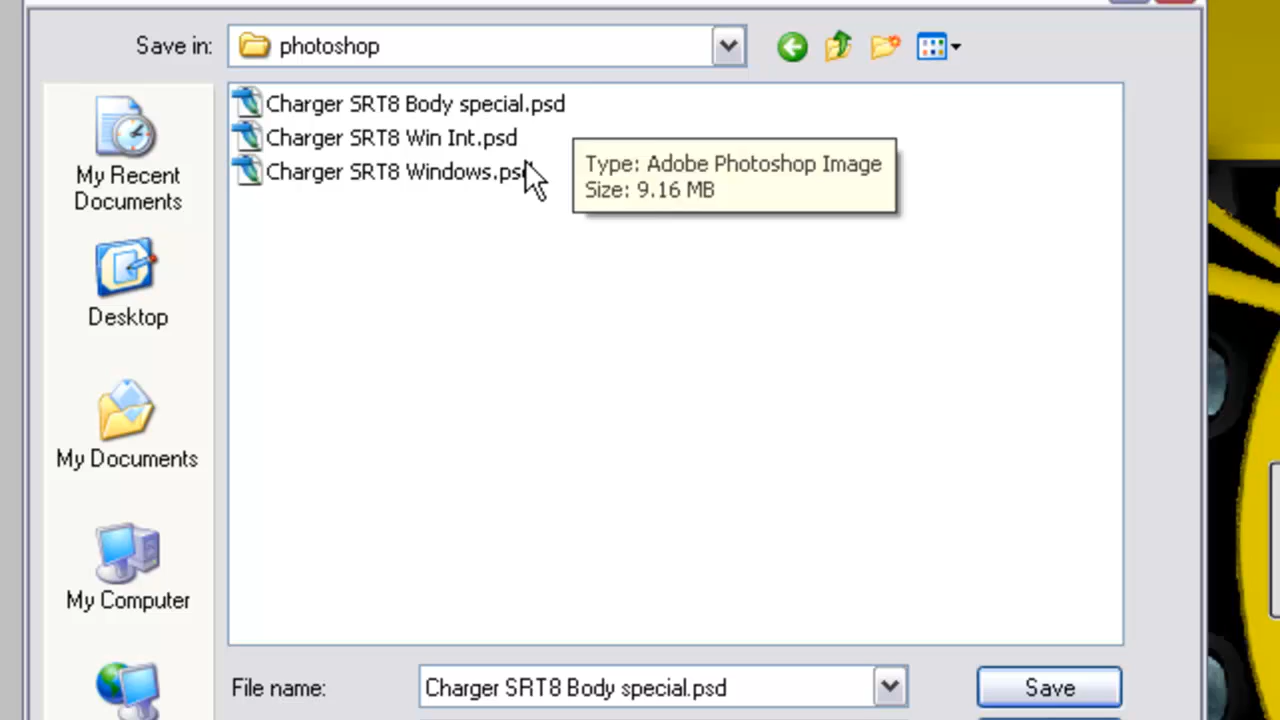 Save in:
photoshop
Charger SRT8 Body special.psd
Charger SRT8 Win Int.psd
Charger SRT8 Windows.psd
Type: Adobe Photoshop Image
Size: 9.16 MB
My Recent
Documents
Desktop
My Documents
My Computer
File name:
Charger SRT8 Body special.psd
Save